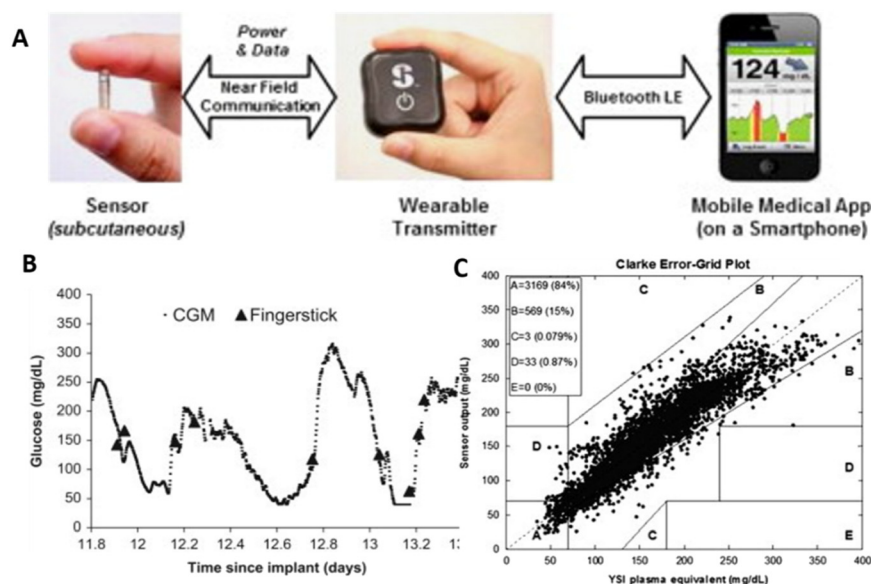 A
Power
& Data
Near Field
Communication
Bluetooth LE
S
124
mg / dL
Sensor
(subcutaneous)
Wearable
Transmitter
Mobile Medical App
(on a Smartphone)
B
CGM
Fingerstick
400
350
300
250
200
150
100
50
0
Glucose (mg/dL)
11.8
12
12.2
12.4
12.6
12.8
13
13.2
Time since implant (days)
C
Clarke Error-Grid Plot
A=3169 (84%)
B=569 (15%)
C=3 (0.079%)
D=33 (0.87%)
E=0 (0%)
C
B
B
D
D
A
C
E
400
350
300
250
200
150
100
50
0
Sensor output (mg/dL)
0
50
100
150
200
250
300
350
400
YSI plasma equivalent (mg/dL)